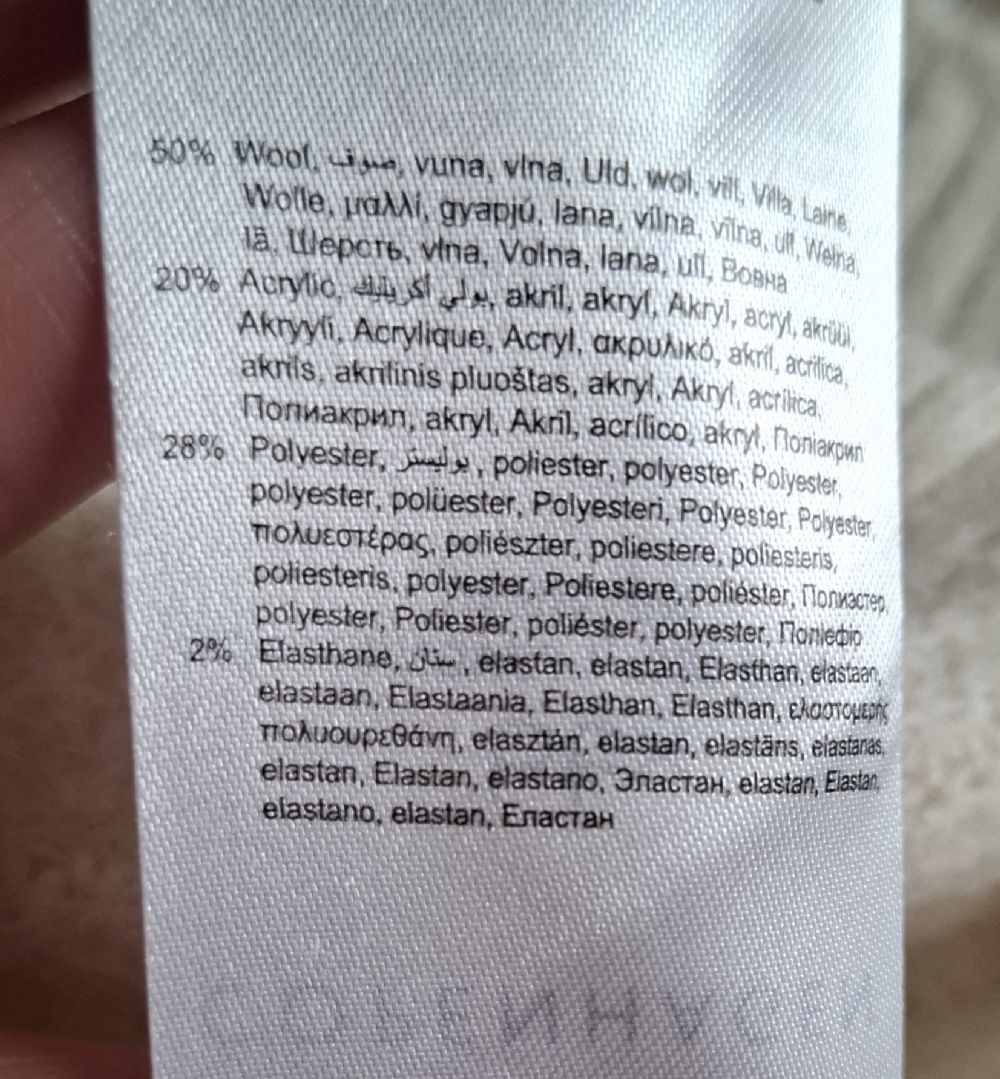 50% Wool, صوف, vuna, vlna, Uld, wol, vill, Villa, Laine,
Wolle, μαλλί, gyapjú, lana, vilna, vilna, ull, Wełna,
lã, Шерсть, vlna, Volna, lana, ull, Вовна
20% Acrylic, بولي أكريليك, akril, akryl, Akryl, acryl, akrüül,
Akryyli, Acrylique, Acryl, ακρυλικό, akril, acrilica,
akrils, akrilinis pluoštas, akryl, Akryl, acrílica,
Полиакрил, akryl, Akril, acrílico, akryl, Поліакрил
28% Polyester, بوليستر, poliester, polyester, Polyester,
polyester, polüester, Polyesteri, Polyester, Polyester,
πολυεστέρας, poliészter, poliestere, poliesteris,
poliesteris, polyester, Poliestere, poliéster, Полиэстер,
polyester, Poliester, poliéster, polyester, Поліефір
2% Elasthane, elastan, elastan, Elasthan, elastaan,
elastaan, Elastaania, Elasthan, Elasthan, ελαστομερής
πολυουρεθάνη, elasztán, elastan, elastāns, elastanas,
elastan, Elastan, elastano, Эластан, elastan, Elastan,
elastano, elastan, Еластан